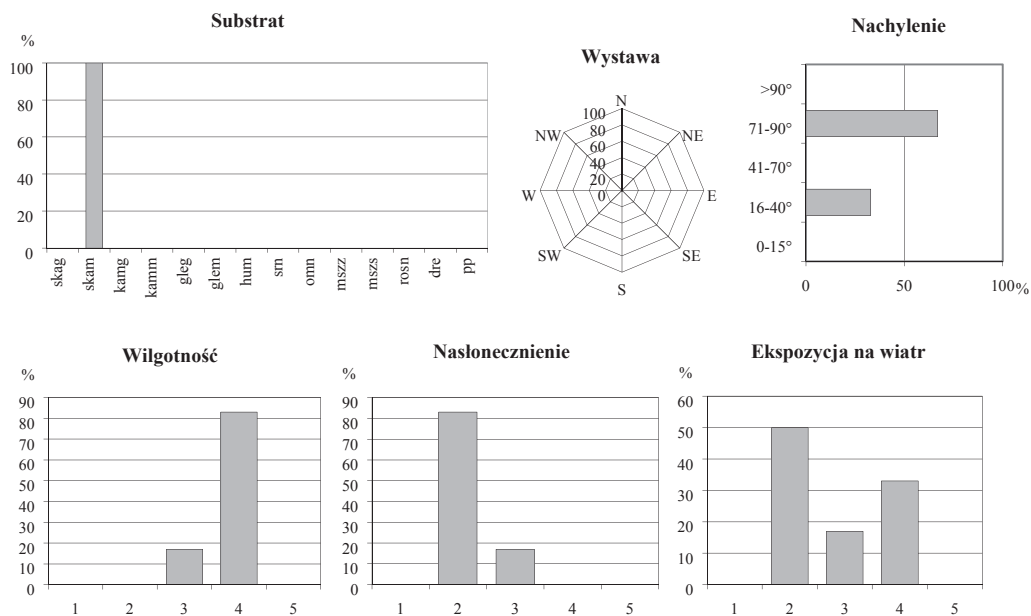 Substrat
%
100
80
60
40
20
0
skag
skam
kamg
kamm
gleg
glem
hum
srn
omn
mszz
mszs
rosn
dre
pp
Wystawa
N
NE
E
SE
S
SW
W
NW
100
80
60
40
20
0
Nachylenie
>90°
71-90°
41-70°
16-40°
0-15°
0 50 100%
Wilgotność
%
90
80
70
60
50
40
30
20
10
0
1 2 3 4 5
Nasłonecznienie
%
90
80
70
60
50
40
30
20
10
0
1 2 3 4 5
Ekspozycja na wiatr
%
60
50
40
30
20
10
0
1 2 3 4 5